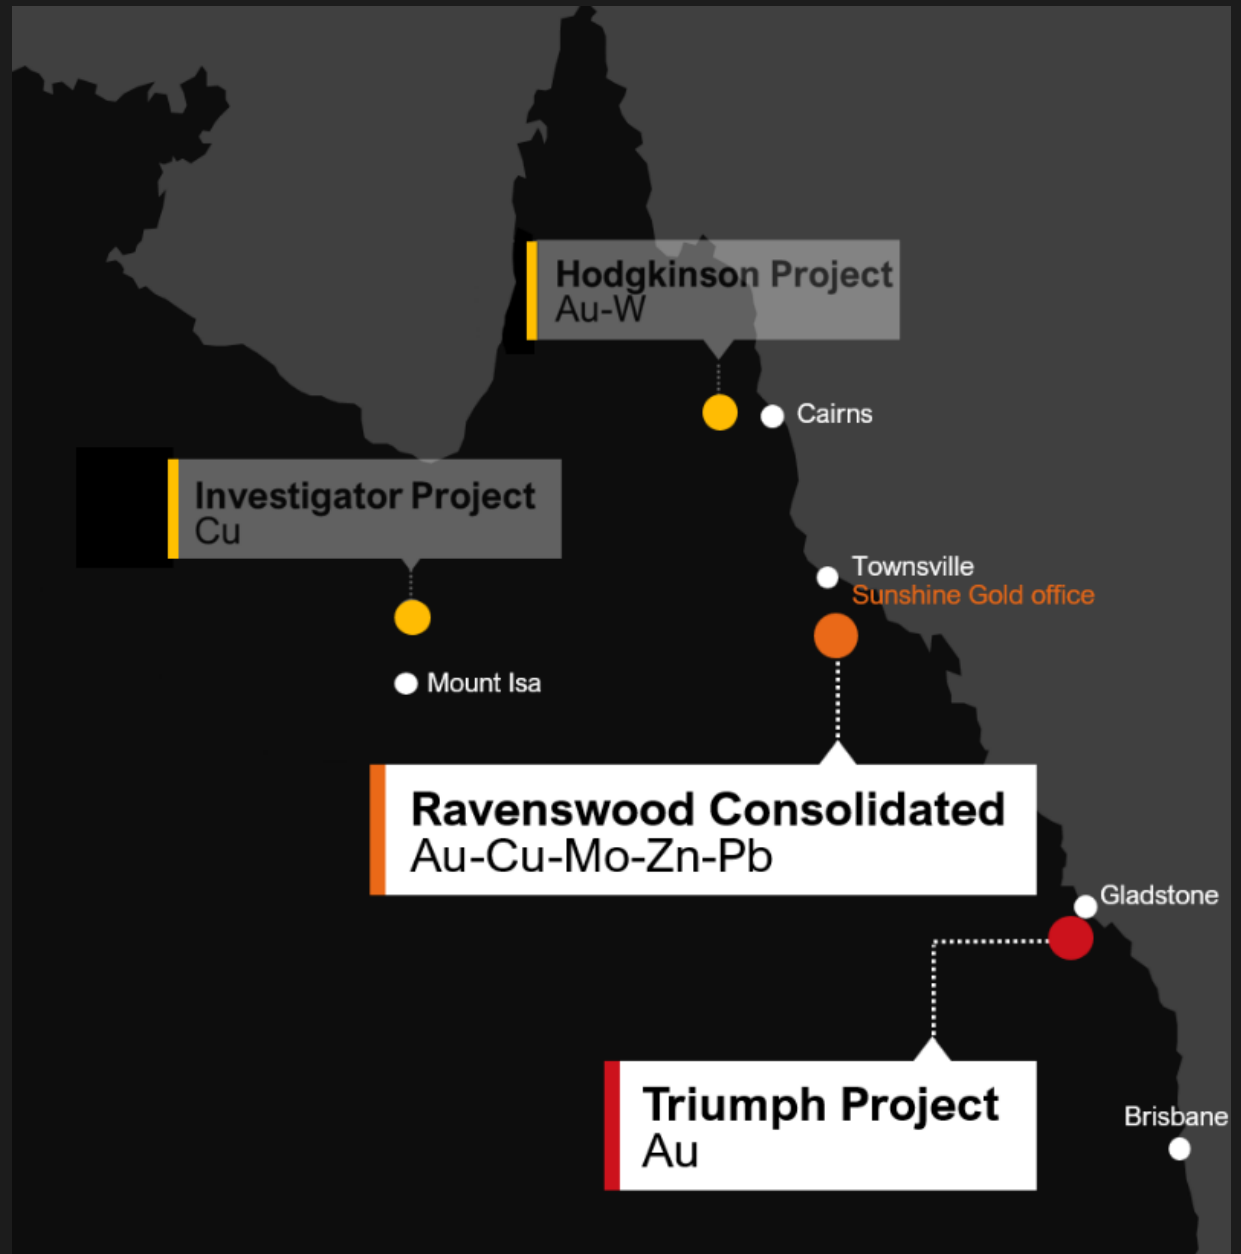 Hodgkinson Project
Au-W
Cairns
Investigator Project
Cu
Townsville
Sunshine Gold office
Mount Isa
Ravenswood Consolidated
Au-Cu-Mo-Zn-Pb
Gladstone
Triumph Project
Au
Brisbane